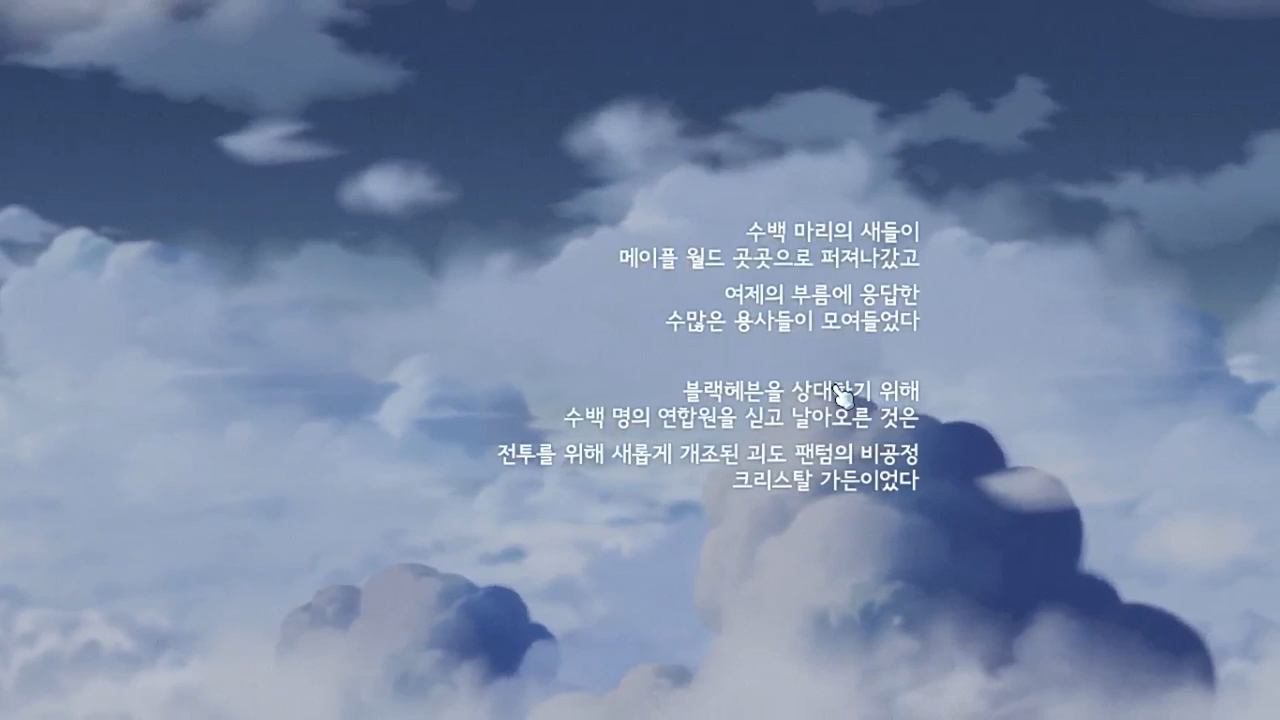 수백 마리의 새들이
메이플 월드 곳곳으로 퍼져나갔고
여제의 부름에 응답한
수많은 용사들이 모여들었다
블랙헤븐을 상대하기 위해
수백 명의 연합원을 싣고 날아오른 것은
전투를 위해 새롭게 개조된 괴도 팬텀의 비공정
크리스탈 가든이었다